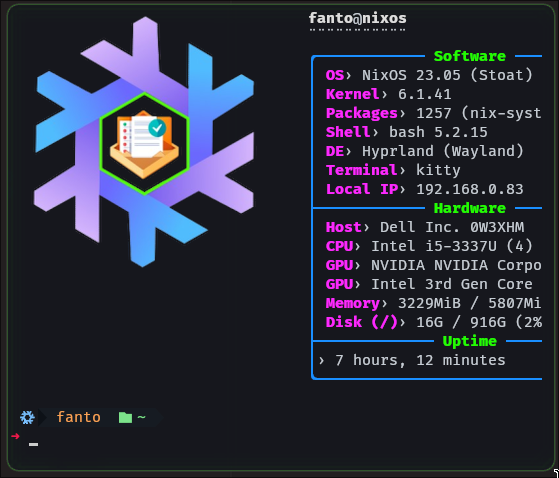 fanto@nixos
Software
OS› NixOS 23.05 (Stoat)
Kernel› 6.1.41
Packages› 1257 (nix-syst
Shell› bash 5.2.15
DE› Hyprland (Wayland)
Terminal› kitty
Local IP› 192.168.0.83
Hardware
Host› Dell Inc. 0W3XHM
CPU› Intel i5-3337U (4)
GPU› NVIDIA NVIDIA Corpo
GPU› Intel 3rd Gen Core
Memory› 3229MiB / 5807Mi
Disk (/)› 16G / 916G (2%
Uptime
› 7 hours, 12 minutes
fanto ~
➜ _